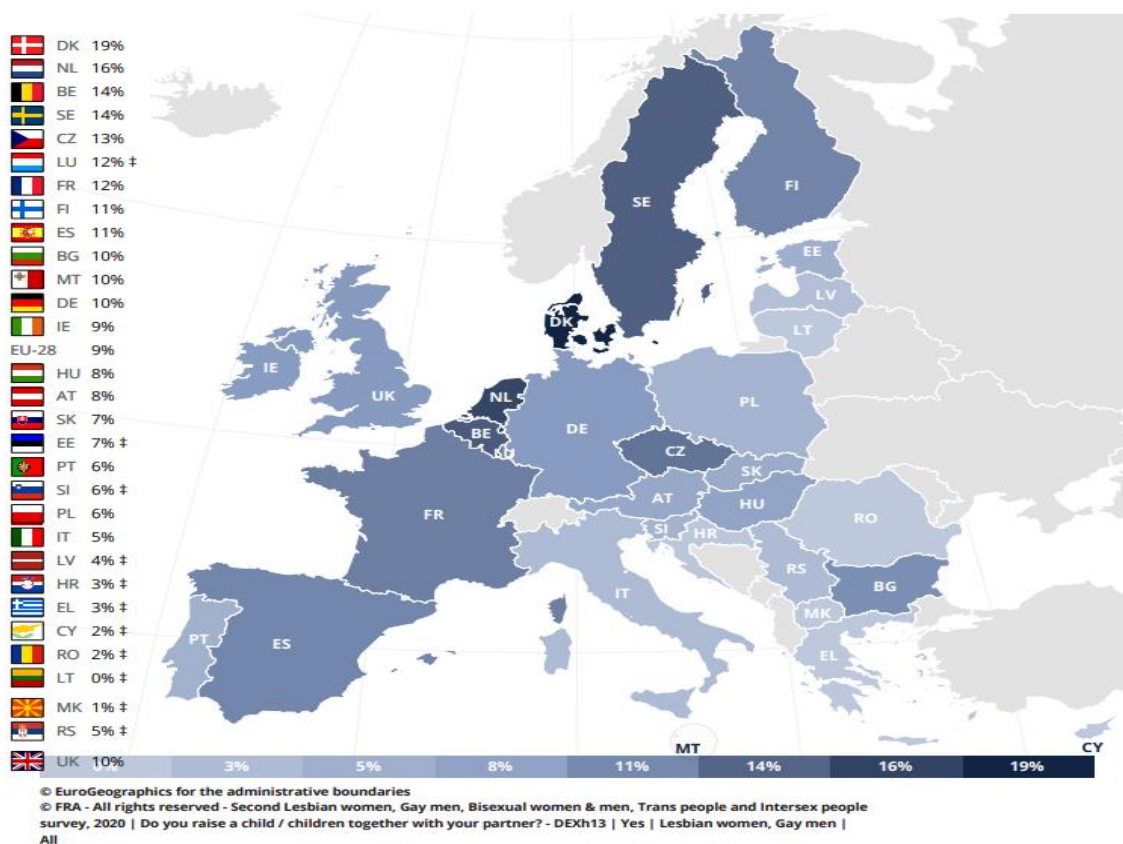 DK 19%
NL 16%
BE 14%
SE 14%
CZ 13%
LU 12% ‡
FR 12%
FI 11%
ES 11%
BG 10%
MT 10%
DE 10%
IE 9%
EU-28 9%
HU 8%
AT 8%
SK 7%
EE 7% ‡
PT 6%
SI 6% ‡
PL 6%
IT 5%
LV 4% ‡
HR 3% ‡
EL 3% ‡
CY 2% ‡
RO 2% ‡
LT 0% ‡
MK 1% ‡
RS 5% ‡
UK 10%
FI
SE
EE
LV
LT
DK
IE
UK
NL
BE
LU
DE
PL
CZ
SK
AT
HU
FR
SI
HR
RO
RS
BG
IT
MK
PT
ES
EL
MT
CY
0% 3% 5% 8% 11% 14% 16% 19%
© EuroGeographics for the administrative boundaries
© FRA - All rights reserved - Second Lesbian women, Gay men, Bisexual women & men, Trans people and Intersex people
survey, 2020 | Do you raise a child / children together with your partner? - DEXh13 | Yes | Lesbian women, Gay men |
All